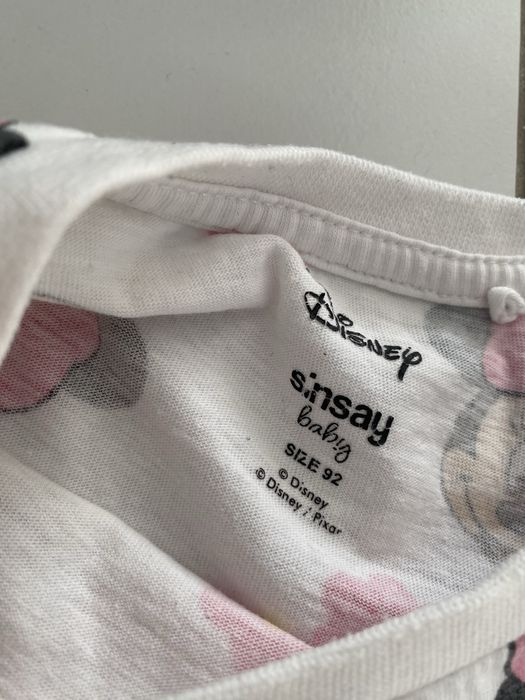 Disney
sinsay
baby
SIZE 92
© Disney
© Disney / Pixar